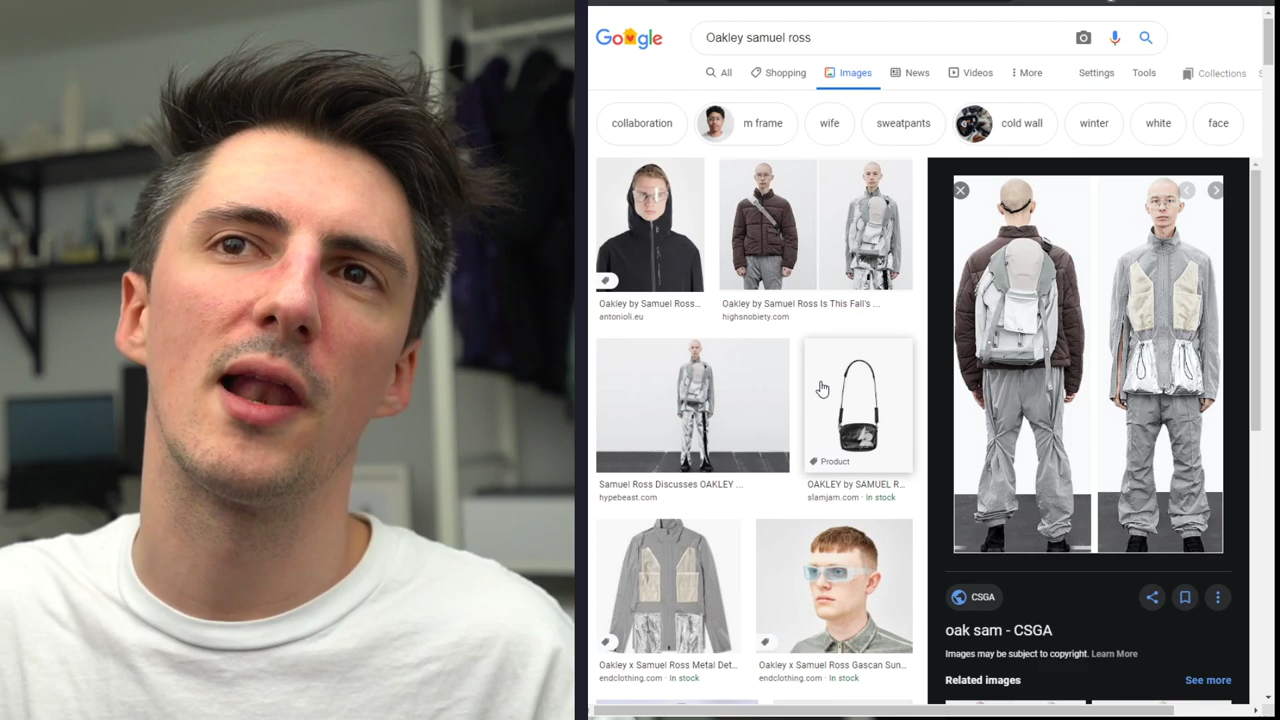 Google
Oakley samuel ross
All Shopping Images News Videos More Settings Tools Collections
collaboration m frame wife sweatpants cold wall winter white face
Oakley by Samuel Ross...
antonioli.eu
Oakley by Samuel Ross Is This Fall's ...
highsnobiety.com
Samuel Ross Discusses OAKLEY ...
hypebeast.com
Product
OAKLEY by SAMUEL R...
slamjam.com · In stock
Oakley x Samuel Ross Metal Det...
endclothing.com · In stock
Oakley x Samuel Ross Gascan Sun...
endclothing.com · In stock
CSGA
oak sam - CSGA
Images may be subject to copyright. Learn More
Related images See more